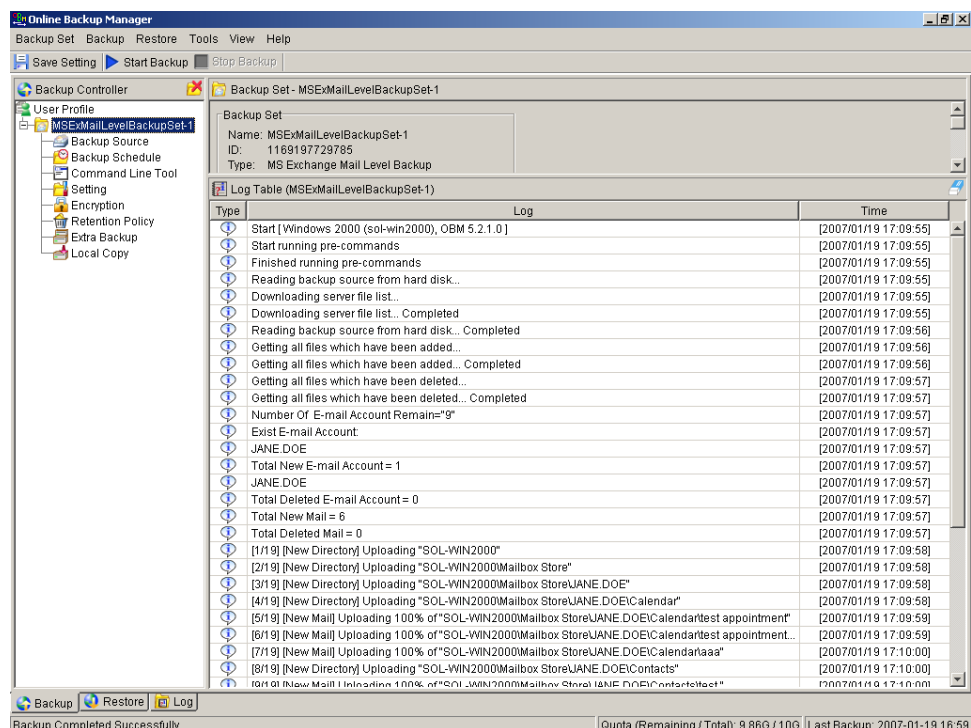 Online Backup Manager
Backup Set Backup Restore Tools View Help
Save Setting Start Backup Stop Backup
Backup Controller
User Profile
MSExMailLevelBackupSet-1
Backup Source
Backup Schedule
Command Line Tool
Setting
Encryption
Retention Policy
Extra Backup
Local Copy
Backup Set - MSExMailLevelBackupSet-1
Backup Set
Name: MSExMailLevelBackupSet-1
ID: 1169197729785
Type: MS Exchange Mail Level Backup
Log Table (MSExMailLevelBackupSet-1)
Type Log Time
Start [ Windows 2000 (sol-win2000), OBM 5.2.1.0 ] [2007/01/19 17:09:55]
Start running pre-commands [2007/01/19 17:09:55]
Finished running pre-commands [2007/01/19 17:09:55]
Reading backup source from hard disk... [2007/01/19 17:09:55]
Downloading server file list... [2007/01/19 17:09:55]
Downloading server file list... Completed [2007/01/19 17:09:55]
Reading backup source from hard disk... Completed [2007/01/19 17:09:56]
Getting all files which have been added... [2007/01/19 17:09:56]
Getting all files which have been added... Completed [2007/01/19 17:09:56]
Getting all files which have been deleted... [2007/01/19 17:09:57]
Getting all files which have been deleted... Completed [2007/01/19 17:09:57]
Number Of E-mail Account Remain="9" [2007/01/19 17:09:57]
Exist E-mail Account: [2007/01/19 17:09:57]
JANE.DOE [2007/01/19 17:09:57]
Total New E-mail Account = 1 [2007/01/19 17:09:57]
JANE.DOE [2007/01/19 17:09:57]
Total Deleted E-mail Account = 0 [2007/01/19 17:09:57]
Total New Mail = 6 [2007/01/19 17:09:57]
Total Deleted Mail = 0 [2007/01/19 17:09:57]
[1/19] [New Directory] Uploading "SOL-WIN2000" [2007/01/19 17:09:58]
[2/19] [New Directory] Uploading "SOL-WIN2000\Mailbox Store" [2007/01/19 17:09:58]
[3/19] [New Directory] Uploading "SOL-WIN2000\Mailbox Store\JANE.DOE" [2007/01/19 17:09:58]
[4/19] [New Directory] Uploading "SOL-WIN2000\Mailbox Store\JANE.DOE\Calendar" [2007/01/19 17:09:58]
[5/19] [New Mail] Uploading 100% of "SOL-WIN2000\Mailbox Store\JANE.DOE\Calendar\test appointment" [2007/01/19 17:09:59]
[6/19] [New Mail] Uploading 100% of "SOL-WIN2000\Mailbox Store\JANE.DOE\Calendar\test appointment... [2007/01/19 17:09:59]
[7/19] [New Mail] Uploading 100% of "SOL-WIN2000\Mailbox Store\JANE.DOE\Calendar\aaa" [2007/01/19 17:10:00]
[8/19] [New Directory] Uploading "SOL-WIN2000\Mailbox Store\JANE.DOE\Contacts" [2007/01/19 17:10:00]
[9/19] [New Mail] Uploading 100% of "SOL-WIN2000\Mailbox Store\JANE.DOE\Contacts\test" [2007/01/19 17:10:00]
Backup Restore Log
Backup Completed Successfully Quota (Remaining / Total): 9.86G / 10G Last Backup: 2007-01-19 16:59